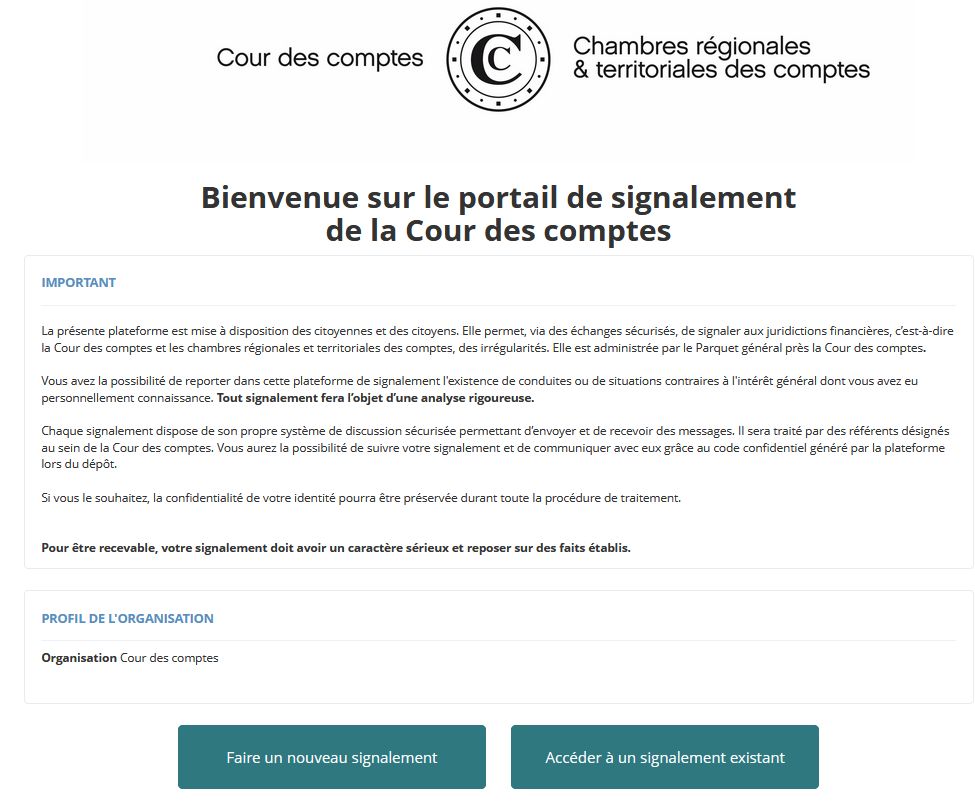 Cour des comptes
CC
Chambres régionales
& territoriales des comptes
Bienvenue sur le portail de signalement
de la Cour des comptes
IMPORTANT
La présente plateforme est mise à disposition des citoyennes et des citoyens. Elle permet, via des échanges sécurisés, de signaler aux juridictions financières, c’est-à-dire
la Cour des comptes et les chambres régionales et territoriales des comptes, des irrégularités. Elle est administrée par le Parquet général près la Cour des comptes.
Vous avez la possibilité de reporter dans cette plateforme de signalement l'existence de conduites ou de situations contraires à l'intérêt général dont vous avez eu
personnellement connaissance. Tout signalement fera l’objet d’une analyse rigoureuse.
Chaque signalement dispose de son propre système de discussion sécurisée permettant d’envoyer et de recevoir des messages. Il sera traité par des référents désignés
au sein de la Cour des comptes. Vous aurez la possibilité de suivre votre signalement et de communiquer avec eux grâce au code confidentiel généré par la plateforme
lors du dépôt.
Si vous le souhaitez, la confidentialité de votre identité pourra être préservée durant toute la procédure de traitement.
Pour être recevable, votre signalement doit avoir un caractère sérieux et reposer sur des faits établis.
PROFIL DE L'ORGANISATION
Organisation Cour des comptes
Faire un nouveau signalement
Accéder à un signalement existant